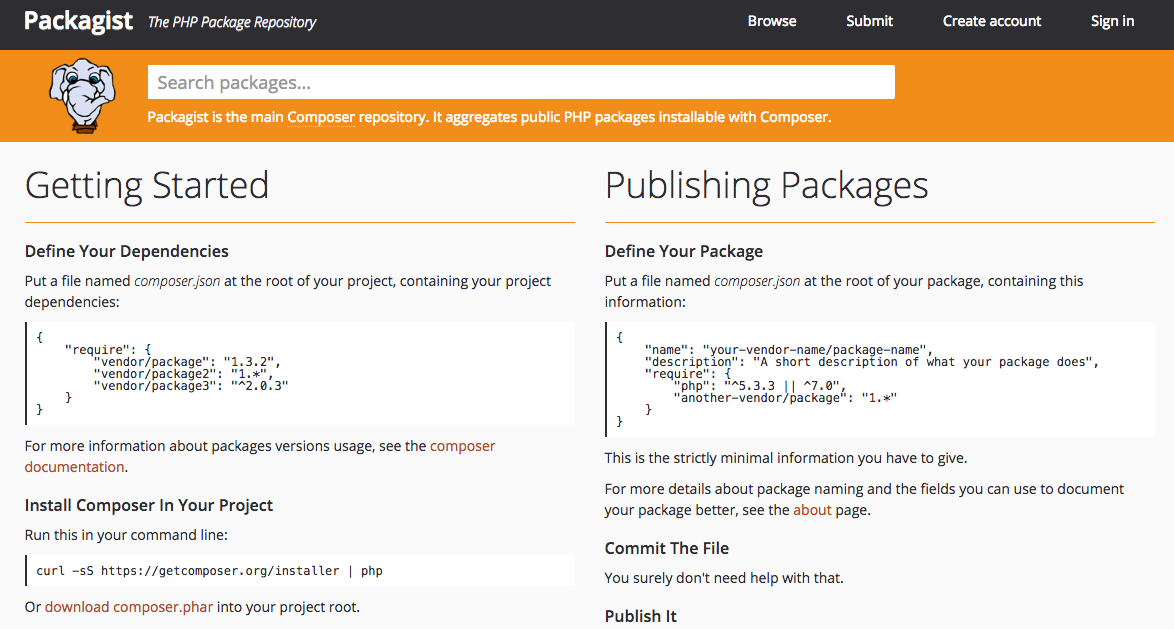 Packagist The PHP Package Repository Browse Submit Create account Sign in
Search packages...
Packagist is the main Composer repository. It aggregates public PHP packages installable with Composer.
Getting Started
Define Your Dependencies
Put a file named composer.json at the root of your project, containing your project
dependencies:
{
    "require": {
        "vendor/package": "1.3.2",
        "vendor/package2": "1.*",
        "vendor/package3": "^2.0.3"
    }
}
For more information about packages versions usage, see the composer
documentation.
Install Composer In Your Project
Run this in your command line:
curl -sS https://getcomposer.org/installer | php
Or download composer.phar into your project root.
Publishing Packages
Define Your Package
Put a file named composer.json at the root of your package, containing this
information:
{
    "name": "your-vendor-name/package-name",
    "description": "A short description of what your package does",
    "require": {
        "php": "^5.3.3 || ^7.0",
        "another-vendor/package": "1.*"
    }
}
This is the strictly minimal information you have to give.
For more details about package naming and the fields you can use to document
your package better, see the about page.
Commit The File
You surely don't need help with that.
Publish It